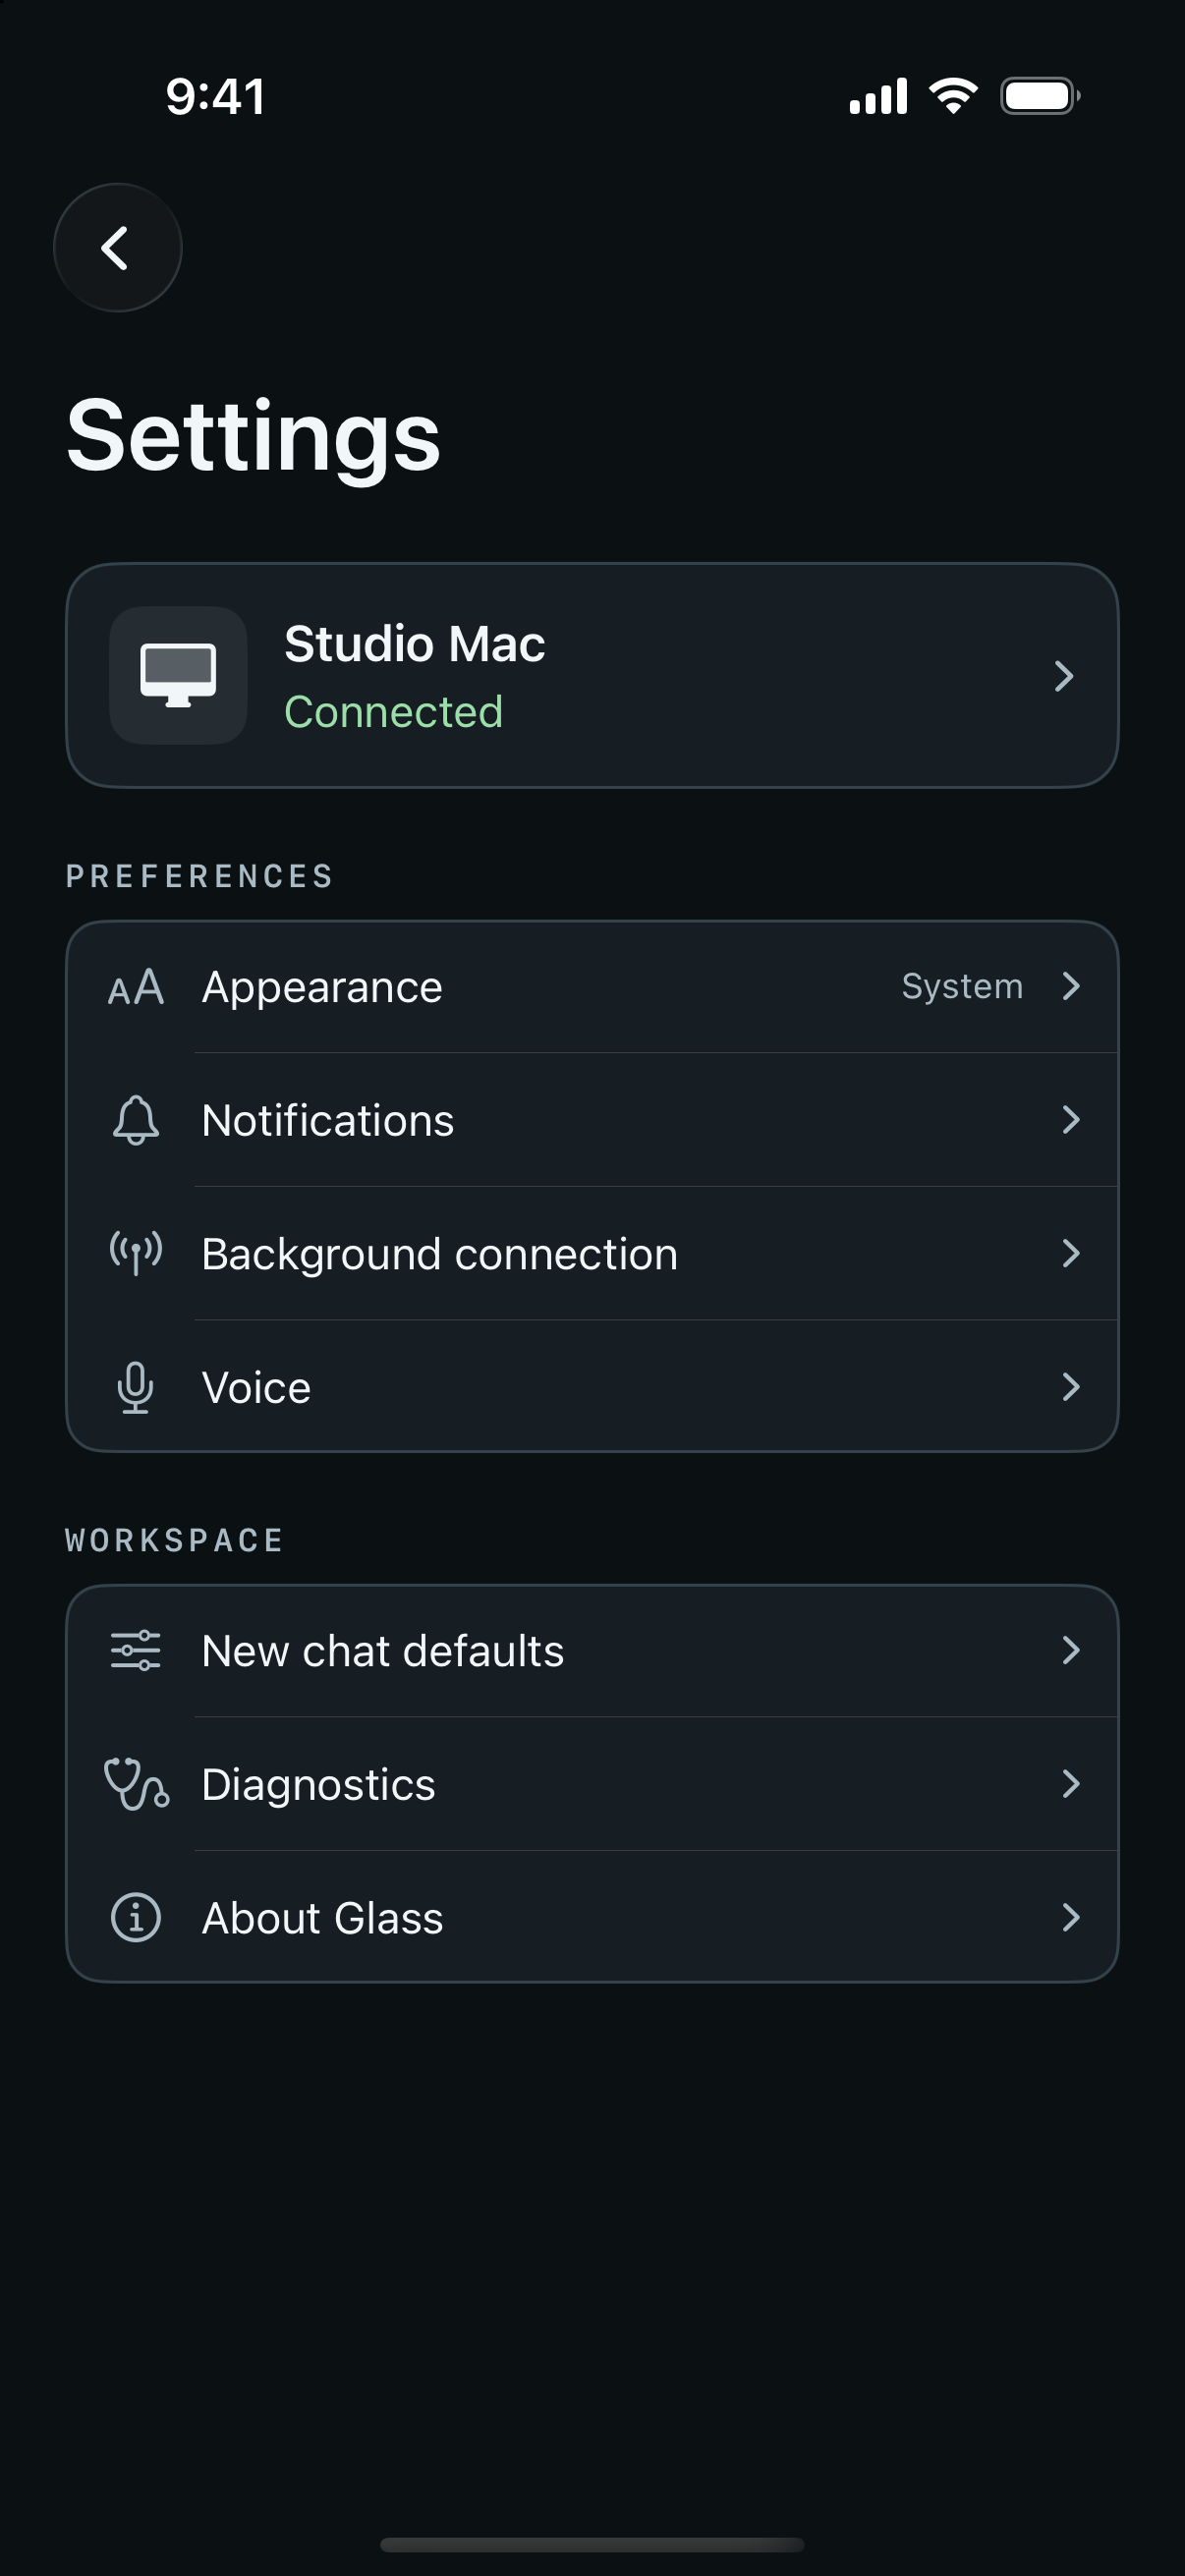 9:41
Settings
Studio Mac
Connected
PREFERENCES
AA Appearance System
Notifications
Background connection
Voice
WORKSPACE
New chat defaults
Diagnostics
About Glass